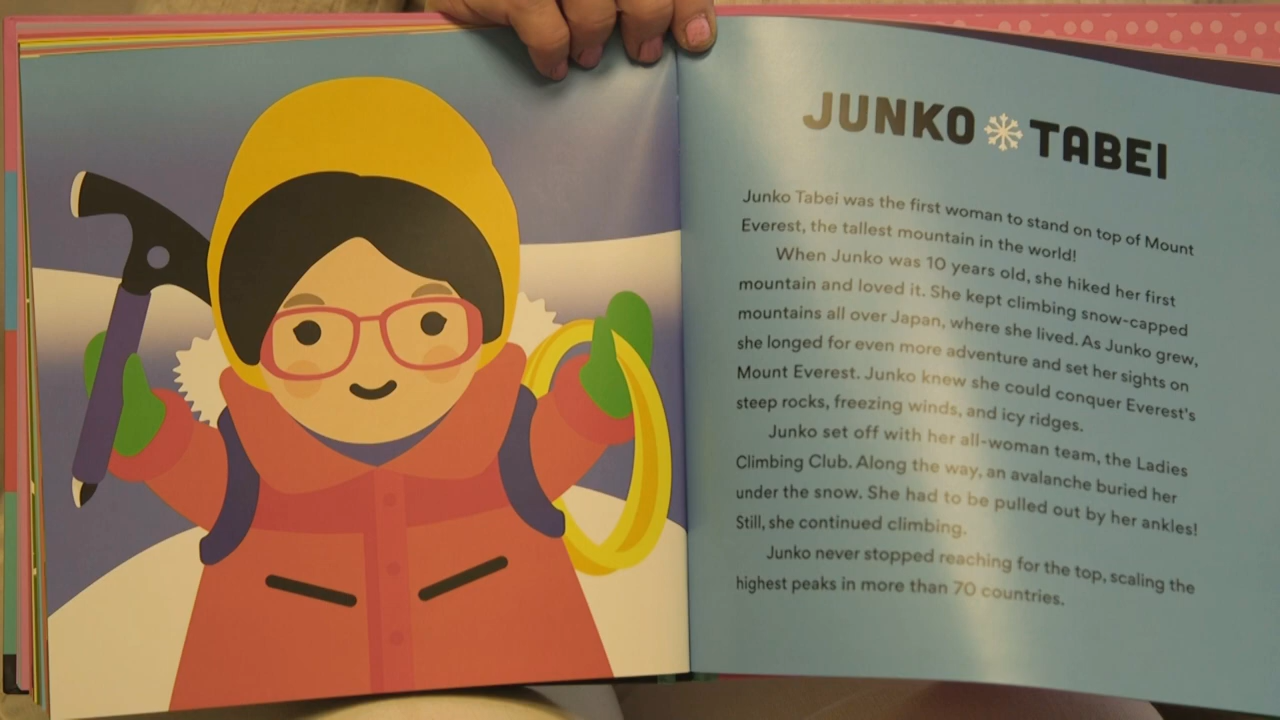 JUNKO TABEI
Junko Tabei was the first woman to stand on top of Mount
Everest, the tallest mountain in the world!
When Junko was 10 years old, she hiked her first
mountain and loved it. She kept climbing snow-capped
mountains all over Japan, where she lived. As Junko grew,
she longed for even more adventure and set her sights on
Mount Everest. Junko knew she could conquer Everest's
steep rocks, freezing winds, and icy ridges.
Junko set off with her all-woman team, the Ladies
Climbing Club. Along the way, an avalanche buried her
under the snow. She had to be pulled out by her ankles!
Still, she continued climbing.
Junko never stopped reaching for the top, scaling the
highest peaks in more than 70 countries.